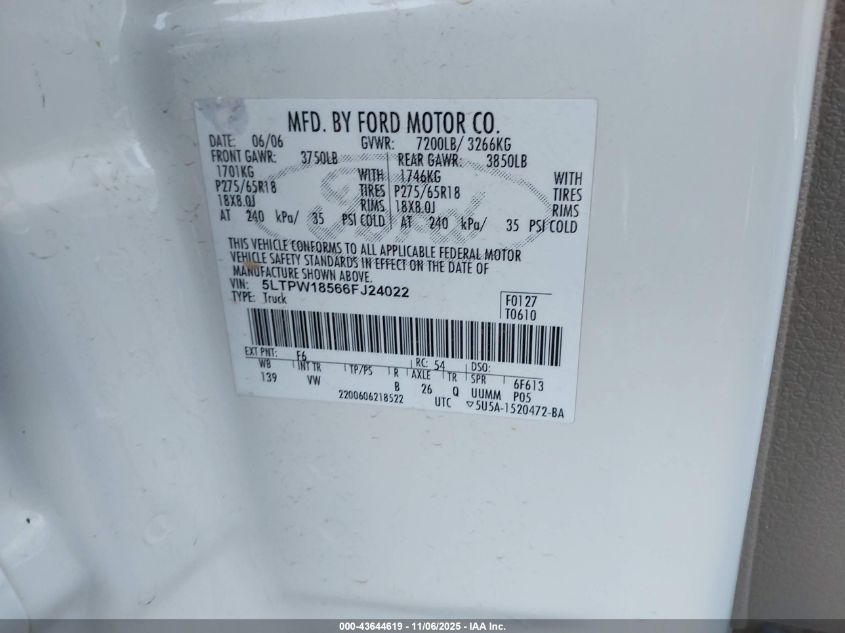 MFD. BY FORD MOTOR CO.
DATE: 06/06 GVWR: 7200LB/ 3266KG
FRONT GAWR: 3750LB REAR GAWR: 3850LB
1701KG WITH 1746KG WITH
P275/65R18 TIRES P275/65R18 TIRES
18X8.0J RIMS 18X8.0J RIMS
AT 240 kPa/ 35 PSI COLD AT 240 kPa/ 35 PSI COLD
Ford
THIS VEHICLE CONFORMS TO ALL APPLICABLE FEDERAL MOTOR
VEHICLE SAFETY STANDARDS IN EFFECT ON THE DATE OF
MANUFACTURE SHOWN ABOVE.
VIN: 5LTPW18566FJ24022
TYPE: Truck
F0127
T0610
EXT PNT: F6 RC: 54 DSO:
WB INT TR TP/PS R AXLE TR SPR 6F613
139 VW B 26 Q UUMM P05
2200606218522 UTC ▽5U5A-1520472-BA
000-43644619 | 11/06/2025 - IAA Inc.